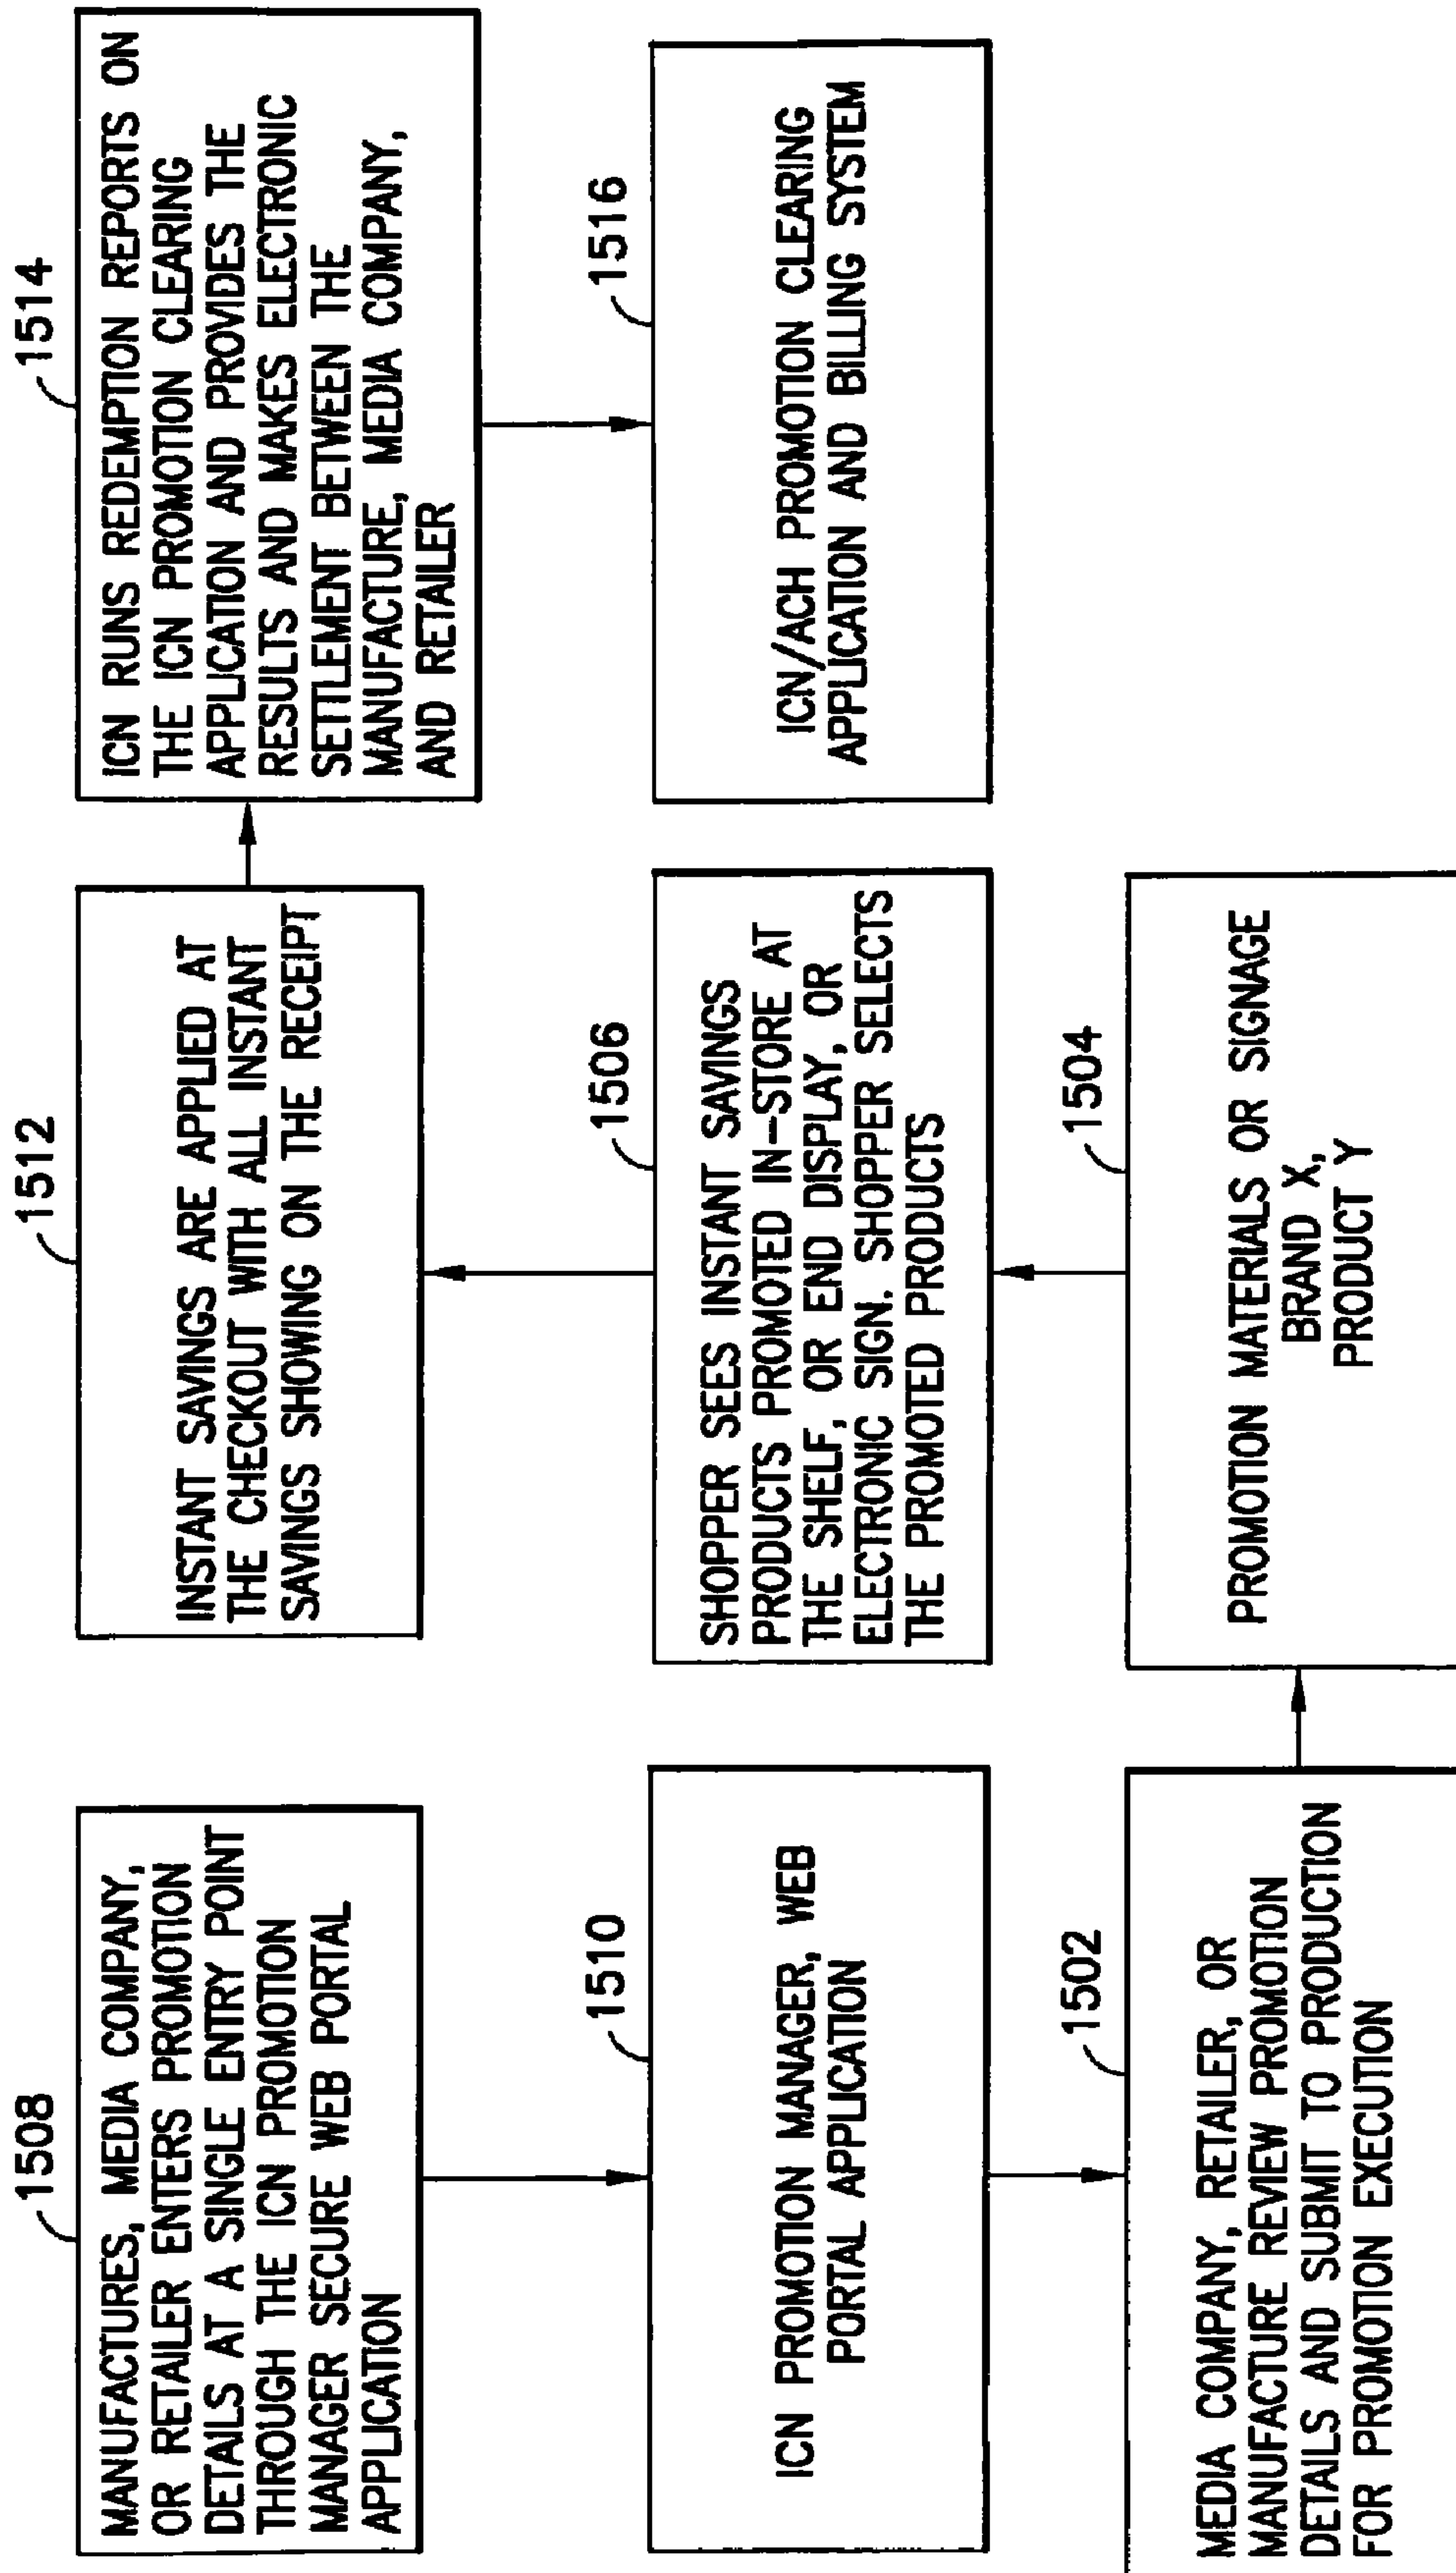 1508
MANUFACTURES, MEDIA COMPANY,
OR RETAILER ENTERS PROMOTION
DETAILS AT A SINGLE ENTRY POINT
THROUGH THE ICN PROMOTION
MANAGER SECURE WEB PORTAL
APPLICATION
1510
ICN PROMOTION MANAGER, WEB
PORTAL APPLICATION
1502
MEDIA COMPANY, RETAILER, OR
MANUFACTURE REVIEW PROMOTION
DETAILS AND SUBMIT TO PRODUCTION
FOR PROMOTION EXECUTION
1504
PROMOTION MATERIALS OR SIGNAGE
BRAND X,
PRODUCT Y
1506
SHOPPER SEES INSTANT SAVINGS
PRODUCTS PROMOTED IN-STORE AT
THE SHELF, OR END DISPLAY, OR
ELECTRONIC SIGN. SHOPPER SELECTS
THE PROMOTED PRODUCTS
1512
INSTANT SAVINGS ARE APPLIED AT
THE CHECKOUT WITH ALL INSTANT
SAVINGS SHOWING ON THE RECEIPT
1514
ICN RUNS REDEMPTION REPORTS ON
THE ICN PROMOTION CLEARING
APPLICATION AND PROVIDES THE
RESULTS AND MAKES ELECTRONIC
SETTLEMENT BETWEEN THE
MANUFACTURE, MEDIA COMPANY,
AND RETAILER
1516
ICN/ACH PROMOTION CLEARING
APPLICATION AND BILLING SYSTEM